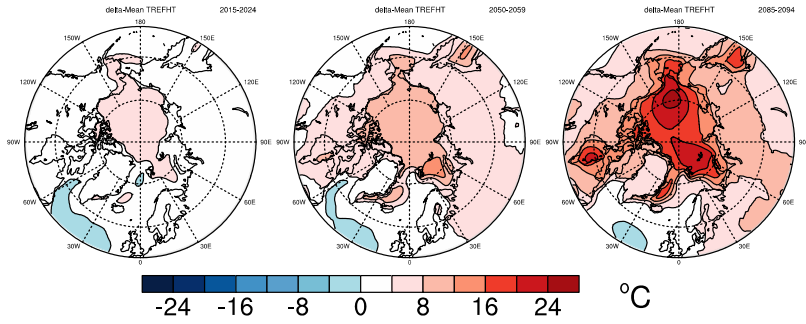 delta-Mean TREFHT 2015-2024
180
150W 150E
120W 120E
90W 90E
60W 60E
30W 30E
0
delta-Mean TREFHT 2050-2059
180
150W 150E
120W 120E
90W 90E
60W 60E
30W 30E
0
delta-Mean TREFHT 2085-2094
180
150W 150E
120W 120E
90W 90
60W 60E
30W 30E
0
-24 -16 -8 0 8 16 24 °C